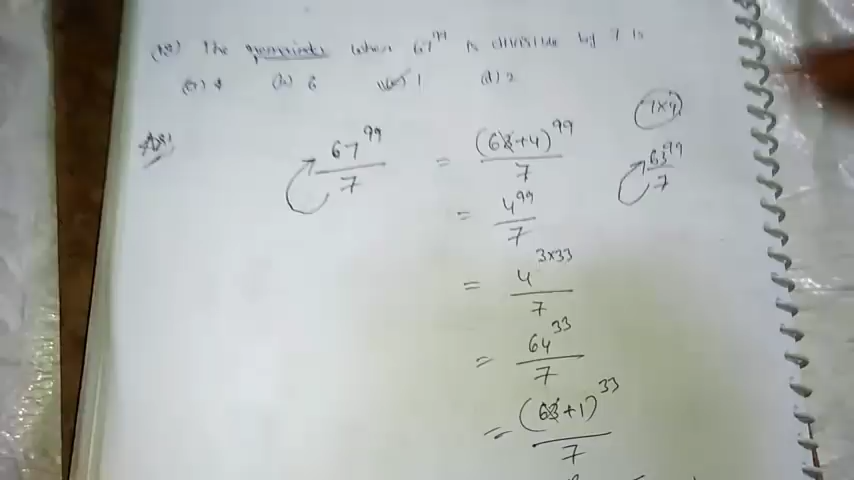 The remainder when 67^99 is divided by 7 is
(a) 4 (b) 6 (c) 1 (d) 2
Ans:
67^99/7 = (63+4)^99/7
7×9
63^99/7
= 4^99/7
= 4^3×33/7
= 64^33/7
= (63+1)^33/7